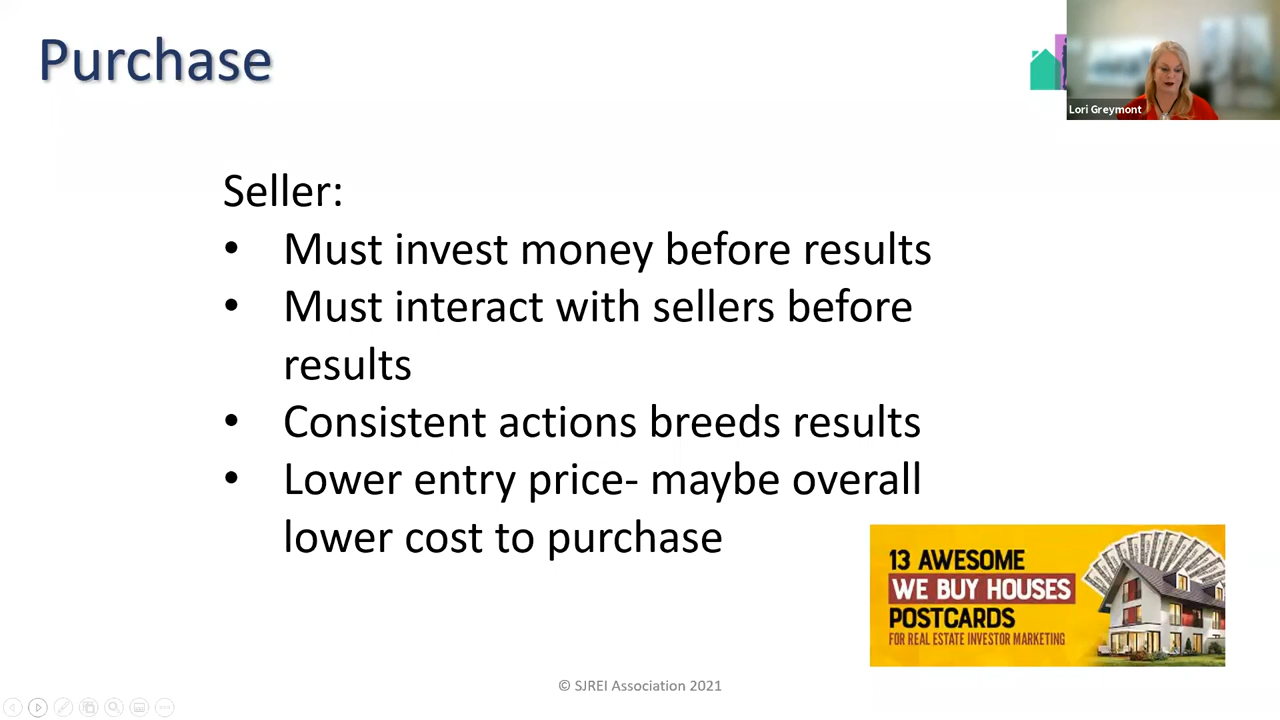 Purchase
Lori Greymont
Seller:
• Must invest money before results
• Must interact with sellers before
results
• Consistent actions breeds results
• Lower entry price- maybe overall
lower cost to purchase
13 AWESOME
WE BUY HOUSES
POSTCARDS
FOR REAL ESTATE INVESTOR MARKETING
© SJREI Association 2021